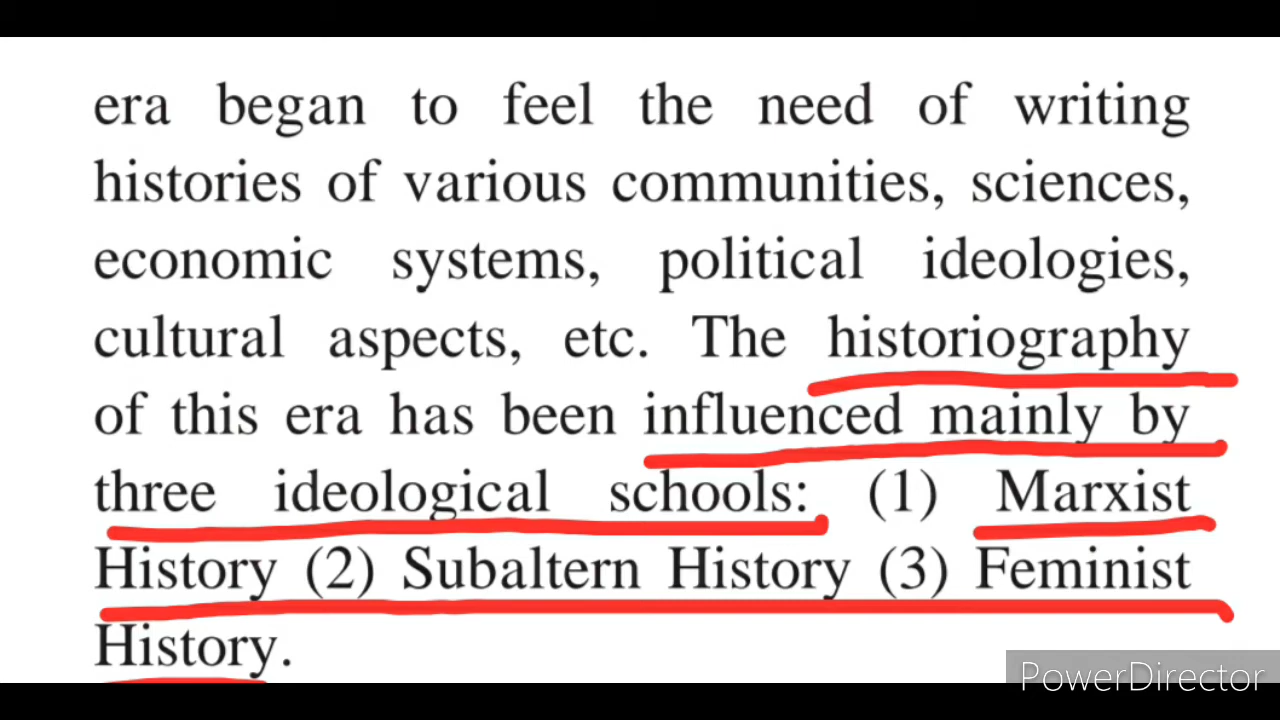 era began to feel the need of writing
histories of various communities, sciences,
economic systems, political ideologies,
cultural aspects, etc. The historiography
of this era has been influenced mainly by
three ideological schools: (1) Marxist
History (2) Subaltern History (3) Feminist
History.
PowerDirector